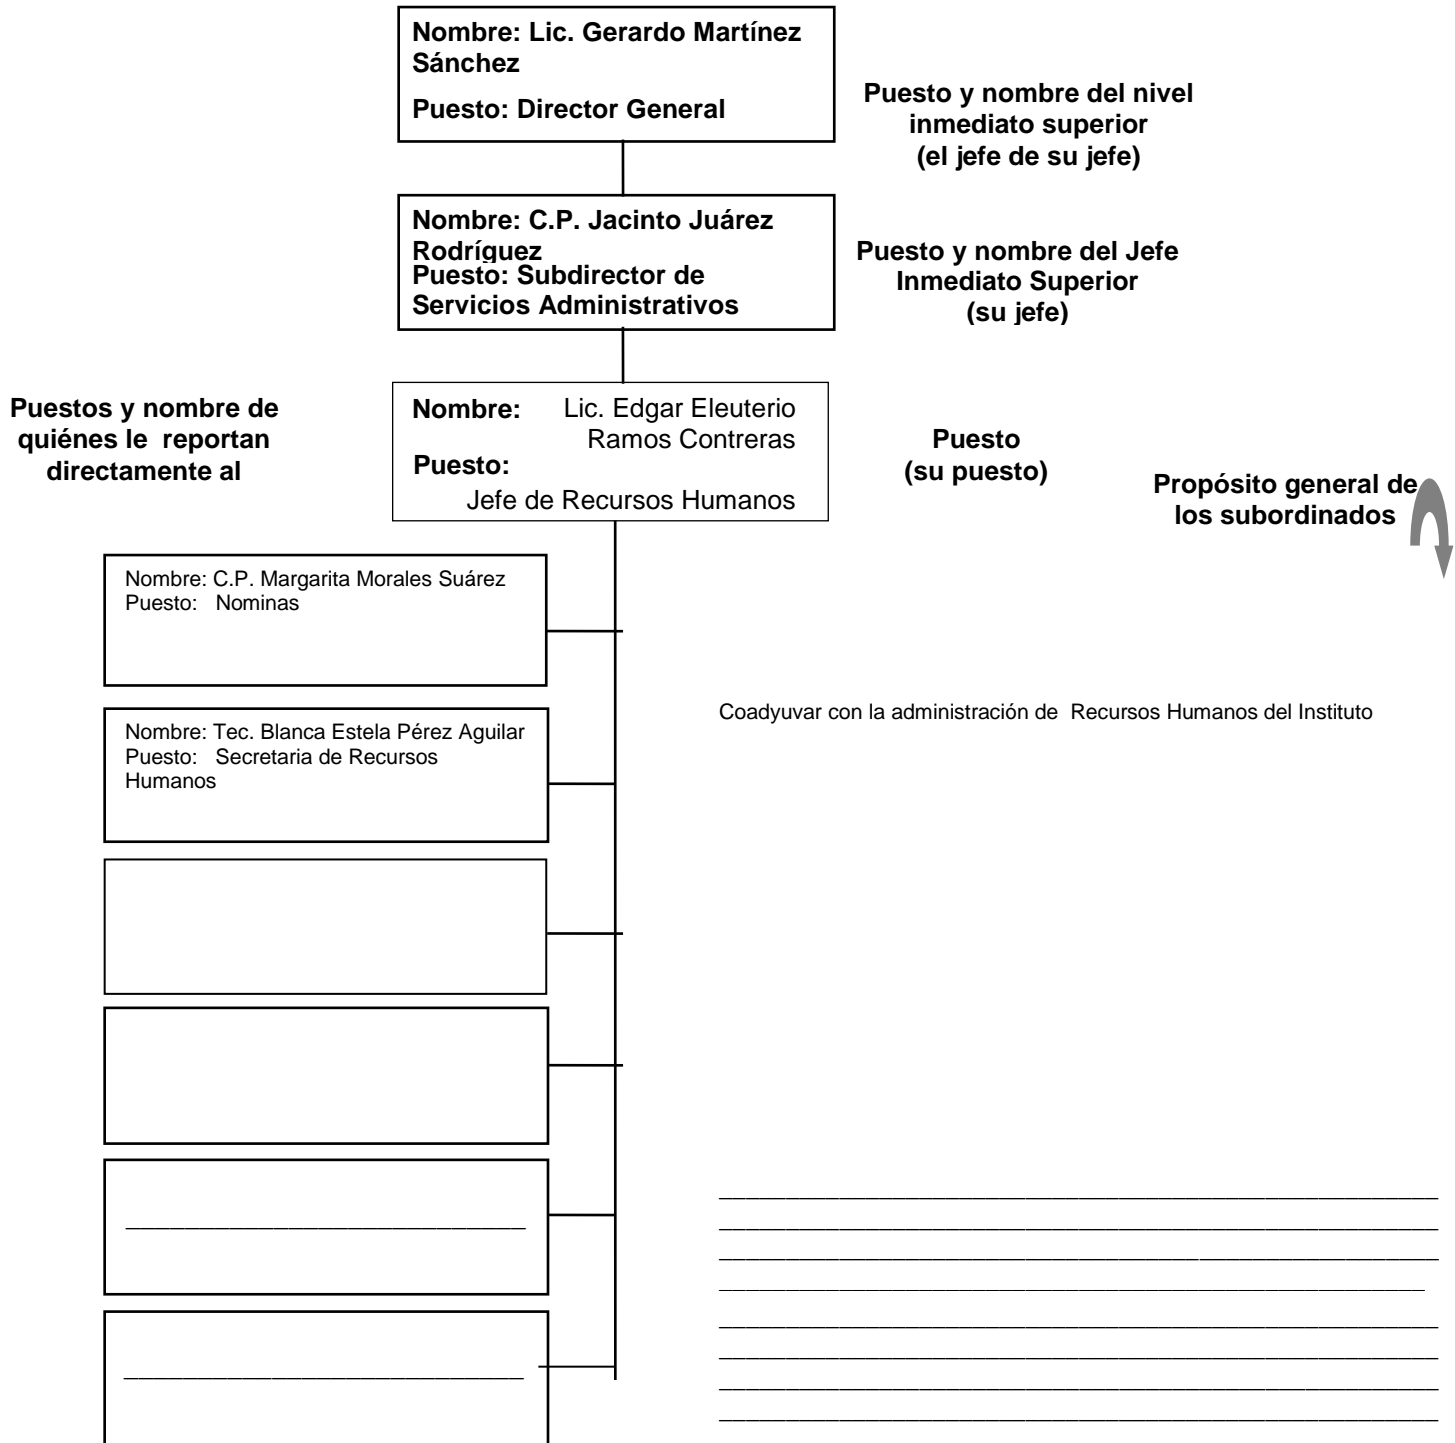 Nombre: Lic. Gerardo Martínez
Sánchez
Puesto: Director General
Puesto y nombre del nivel
inmediato superior
(el jefe de su jefe)
Nombre: C.P. Jacinto Juárez
Rodríguez
Puesto: Subdirector de
Servicios Administrativos
Puesto y nombre del Jefe
Inmediato Superior
(su jefe)
Puestos y nombre de
quiénes le reportan
directamente al
Nombre: Lic. Edgar Eleuterio
Ramos Contreras
Puesto:
Jefe de Recursos Humanos
Puesto
(su puesto)
Propósito general de
los subordinados
Nombre: C.P. Margarita Morales Suárez
Puesto: Nominas
Nombre: Tec. Blanca Estela Pérez Aguilar
Puesto: Secretaria de Recursos
Humanos
Coadyuvar con la administración de Recursos Humanos del Instituto